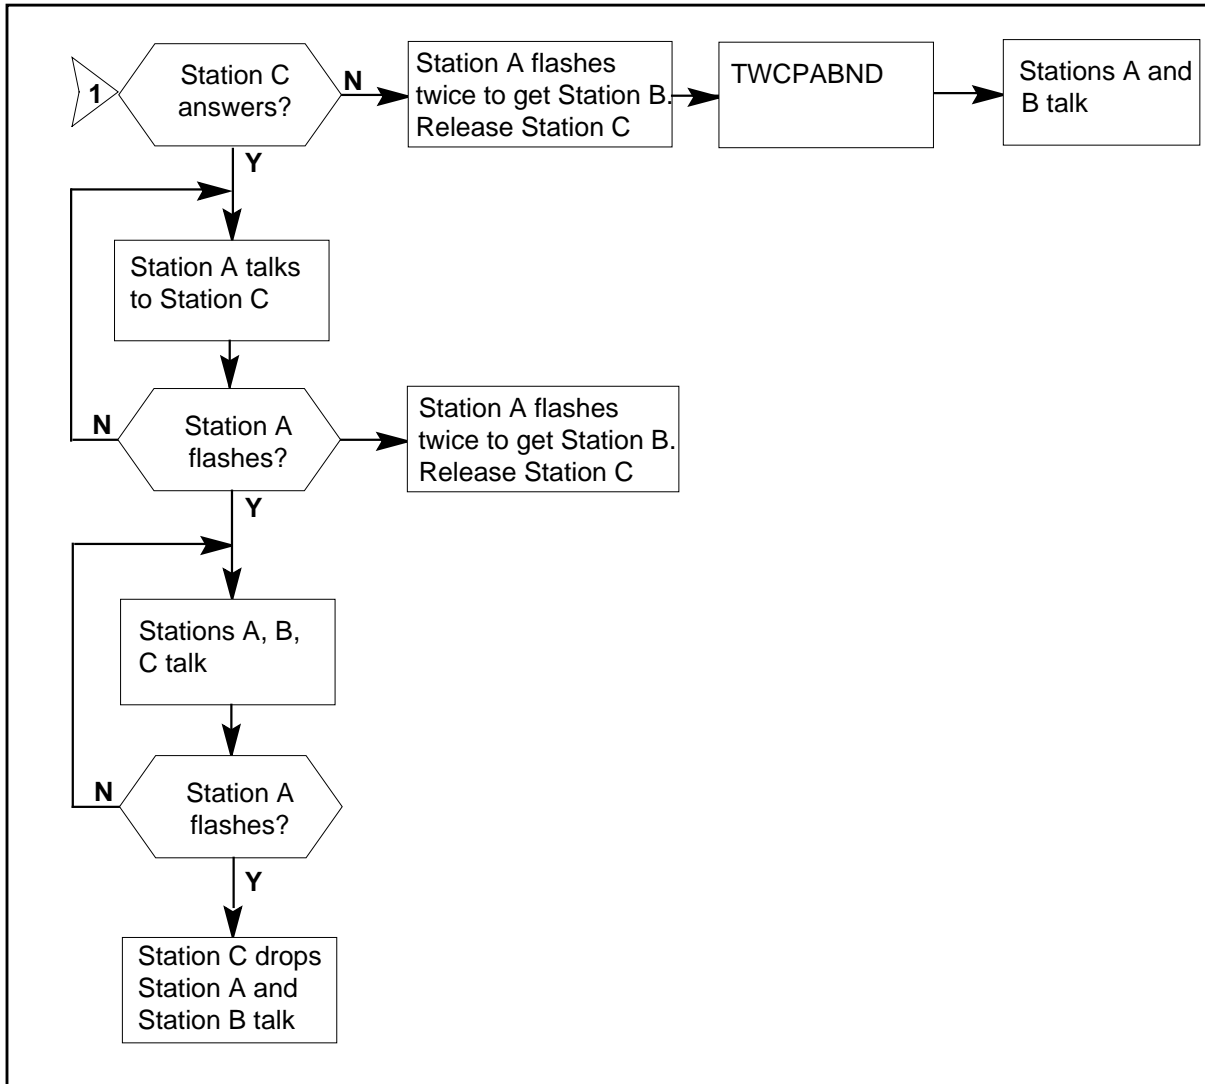 1
Station C
answers?
N
Station A flashes
twice to get Station B.
Release Station C
TWCPABND
Stations A and
B talk
Y
Station A talks
to Station C
N
Station A
flashes?
Station A flashes
twice to get Station B.
Release Station C
Y
Stations A, B,
C talk
N
Station A
flashes?
Y
Station C drops
Station A and
Station B talk